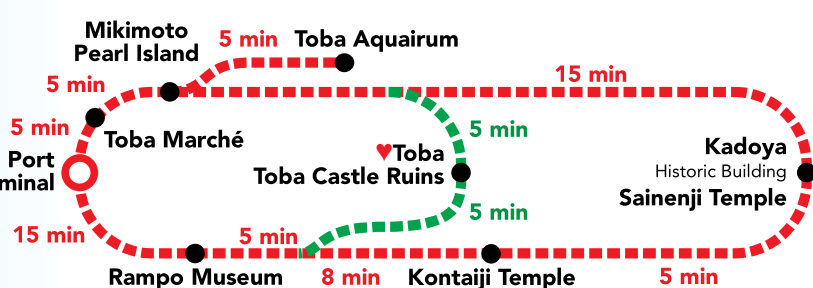 Mikimoto
Pearl Island
5 min
Toba Aquairum
5 min
15 min
5 min
Toba Marché
5 min
Port
minal
♥Toba
Toba Castle Ruins
Kadoya
Historic Building
Sainenji Temple
5 min
15 min
5 min
Rampo Museum
8 min
Kontaiji Temple
5 min